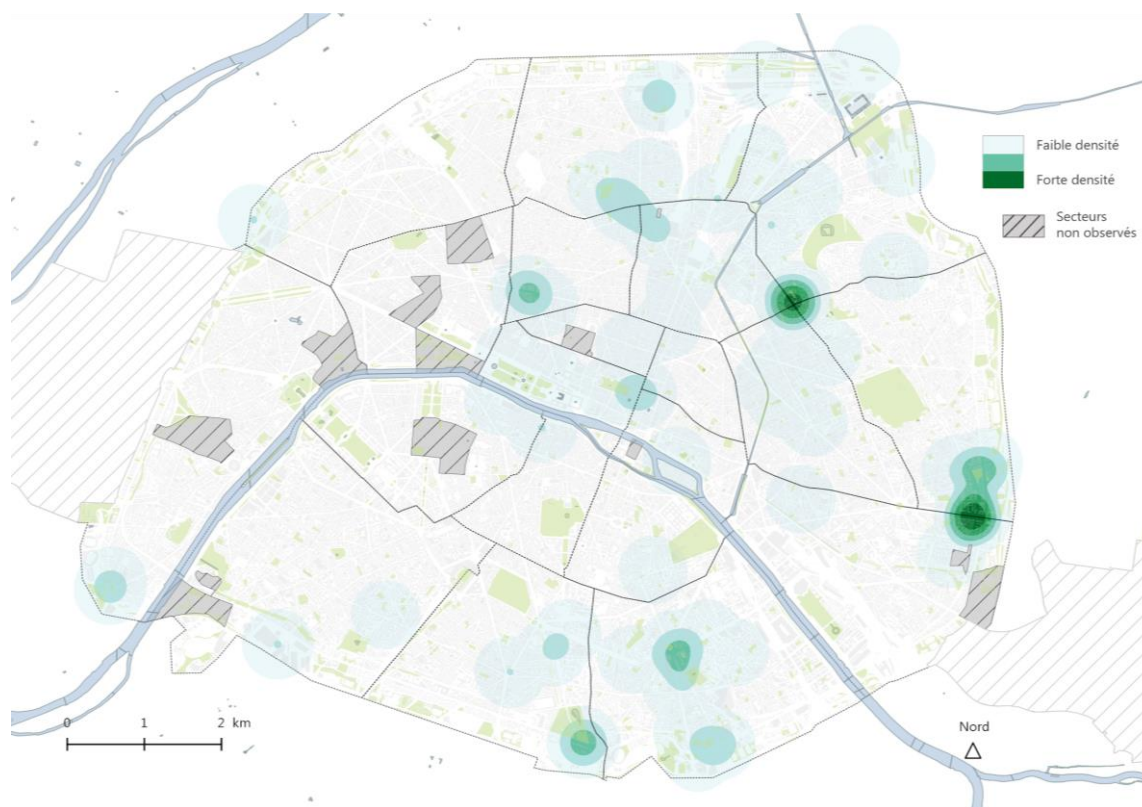 Faible densité
Forte densité
Secteurs
non observés
Nord
0 1 2 km